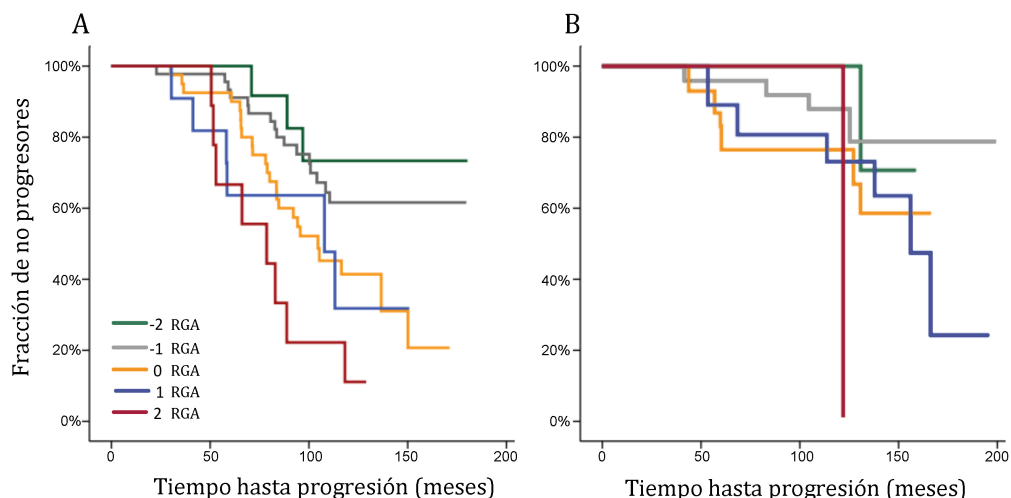 A
B
Fracción de no progresores
100%
80%
60%
40%
20%
0%
-2 RGA
-1 RGA
0 RGA
1 RGA
2 RGA
0 50 100 150 200
Tiempo hasta progresión (meses)
100%
80%
60%
40%
20%
0%
0 50 100 150 200
Tiempo hasta progresión (meses)